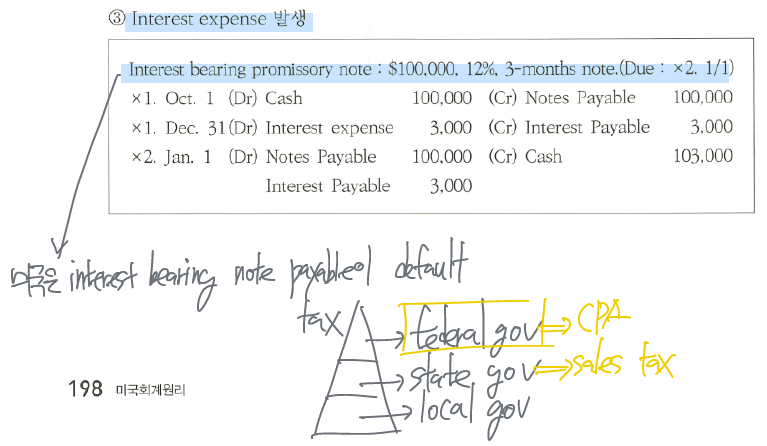 ③ Interest expense 발생
Interest bearing promissory note : $100,000, 12%, 3-months note.(Due : ×2. 1/1)
×1. Oct. 1 (Dr) Cash 100,000 (Cr) Notes Payable 100,000
×1. Dec. 31 (Dr) Interest expense 3,000 (Cr) Interest Payable 3,000
×2. Jan. 1 (Dr) Notes Payable 100,000 (Cr) Cash 103,000
Interest Payable 3,000
미국은 interest bearing note payable이 default
tax
federal gov ⇒ CPA
state gov ⇒ sales tax
local gov
198 미국회계원리